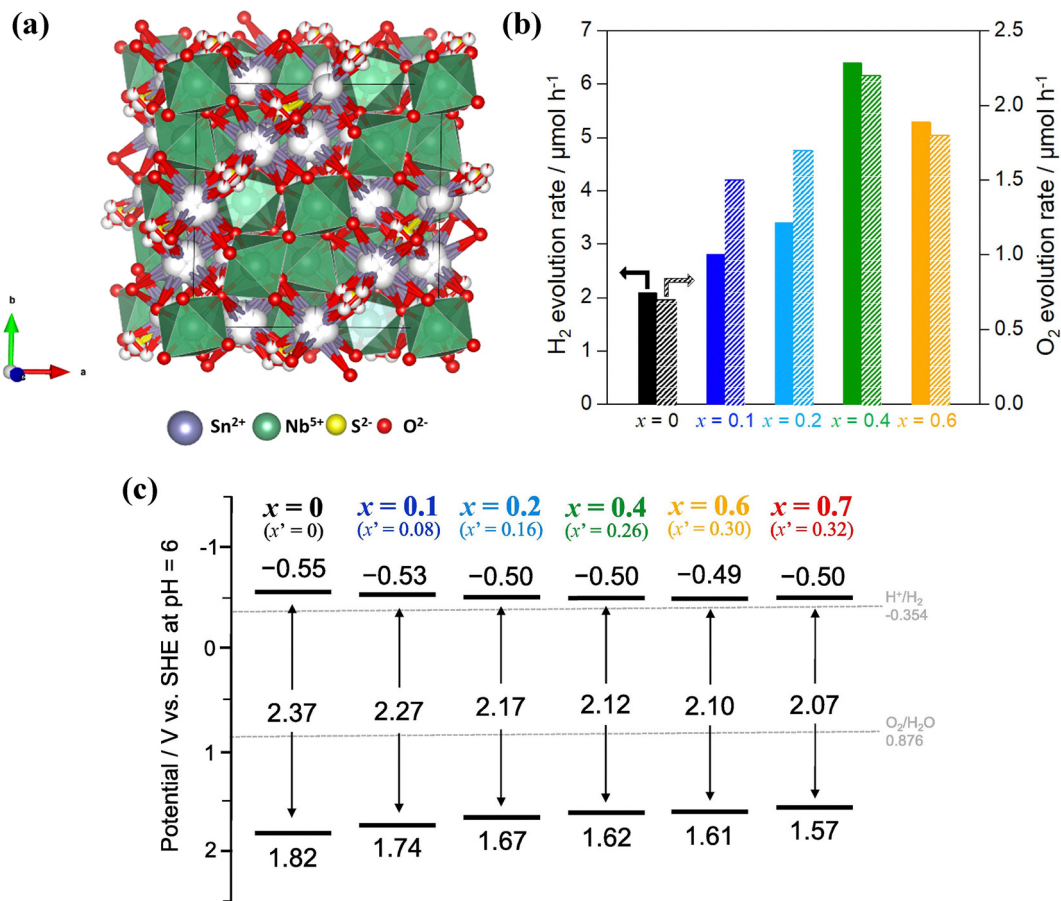 (a)
b
a
Sn²⁺ Nb⁵⁺ S²⁻ O²⁻
(b)
H₂ evolution rate / μmol h⁻¹
7
6
5
4
3
2
1
0
O₂ evolution rate / μmol h⁻¹
2.5
2.0
1.5
1.0
0.5
0.0
x = 0 x = 0.1 x = 0.2 x = 0.4 x = 0.6
(c)
Potential / V vs. SHE at pH = 6
-1
0
1
2
x = 0 x = 0.1 x = 0.2 x = 0.4 x = 0.6 x = 0.7
(x' = 0) (x' = 0.08) (x' = 0.16) (x' = 0.26) (x' = 0.30) (x' = 0.32)
−0.55 −0.53 −0.50 −0.50 −0.49 −0.50
H⁺/H₂
-0.354
2.37 2.27 2.17 2.12 2.10 2.07
O₂/H₂O
0.876
1.82 1.74 1.67 1.62 1.61 1.57